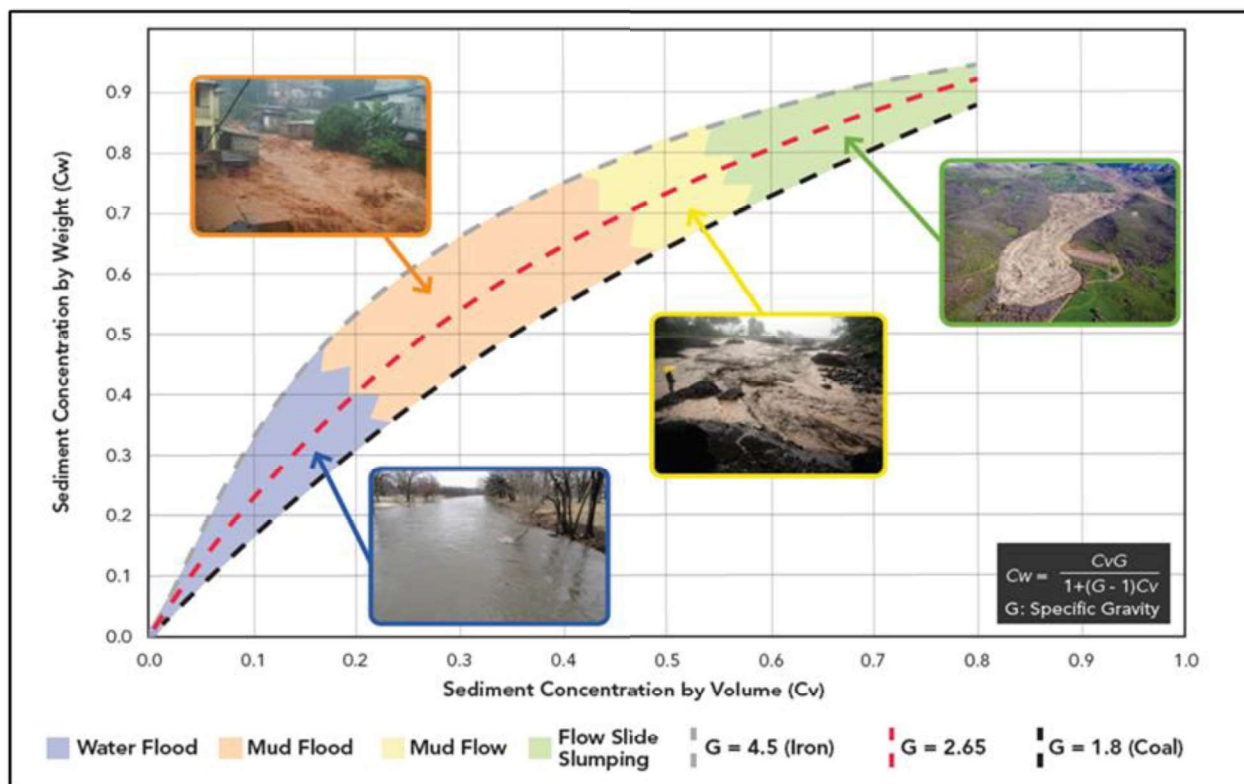 Sediment Concentration by Weight (Cw)
0.9
0.8
0.7
0.6
0.5
0.4
0.3
0.2
0.1
0.0
0.0 0.1 0.2 0.3 0.4 0.5 0.6 0.7 0.8 0.9 1.0
Sediment Concentration by Volume (Cv)
Cw = CvG / 1+(G - 1)Cv
G: Specific Gravity
Water Flood Mud Flood Mud Flow Flow Slide Slumping G = 4.5 (Iron) G = 2.65 G = 1.8 (Coal)